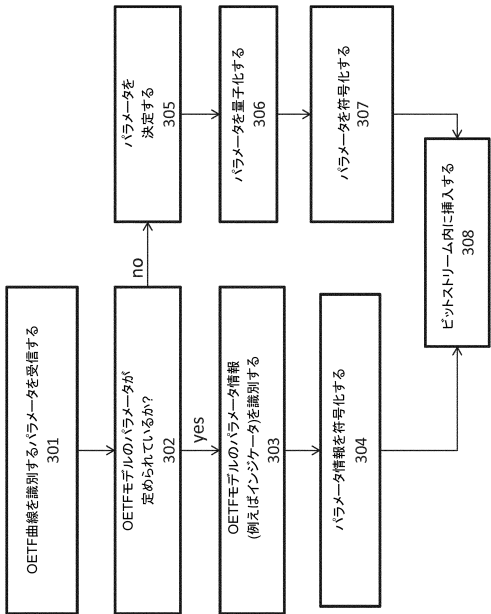 OETF曲線を識別するパラメータを受信する
301
OETFモデルのパラメータが
定められているか?
302
no
yes
OETFモデルのパラメータ情報
(例えばインジケータ)を識別する
303
パラメータ情報を符号化する
304
パラメータを
決定する
305
パラメータを量子化する
306
パラメータを符号化する
307
ビットストリーム内に挿入する
308